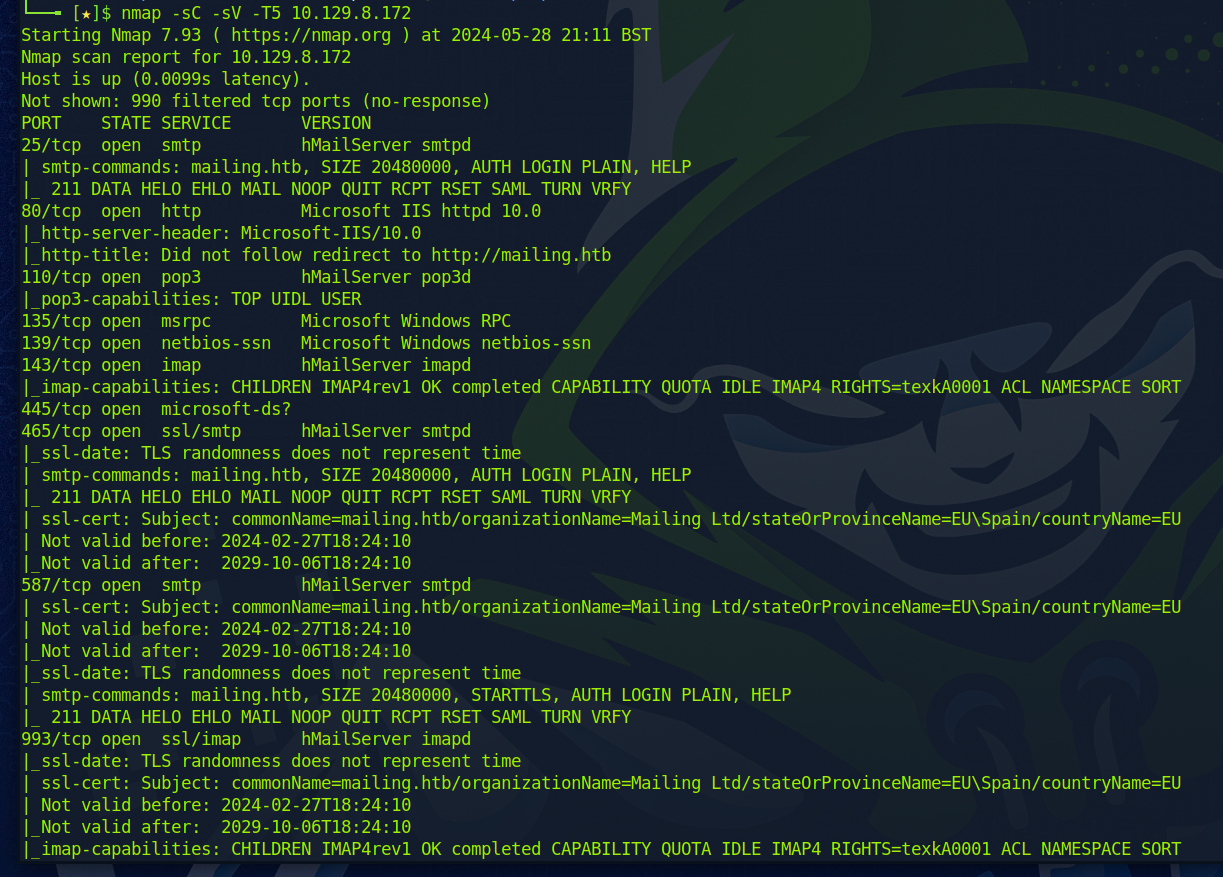 └──╼ [★]$ nmap -sC -sV -T5 10.129.8.172
Starting Nmap 7.93 ( https://nmap.org ) at 2024-05-28 21:11 BST
Nmap scan report for 10.129.8.172
Host is up (0.0099s latency).
Not shown: 990 filtered tcp ports (no-response)
PORT    STATE SERVICE       VERSION
25/tcp  open  smtp          hMailServer smtpd
| smtp-commands: mailing.htb, SIZE 20480000, AUTH LOGIN PLAIN, HELP
|_ 211 DATA HELO EHLO MAIL NOOP QUIT RCPT RSET SAML TURN VRFY
80/tcp  open  http          Microsoft IIS httpd 10.0
|_http-server-header: Microsoft-IIS/10.0
|_http-title: Did not follow redirect to http://mailing.htb
110/tcp open  pop3          hMailServer pop3d
|_pop3-capabilities: TOP UIDL USER
135/tcp open  msrpc         Microsoft Windows RPC
139/tcp open  netbios-ssn   Microsoft Windows netbios-ssn
143/tcp open  imap          hMailServer imapd
|_imap-capabilities: CHILDREN IMAP4rev1 OK completed CAPABILITY QUOTA IDLE IMAP4 RIGHTS=texkA0001 ACL NAMESPACE SORT
445/tcp open  microsoft-ds?
465/tcp open  ssl/smtp      hMailServer smtpd
|_ssl-date: TLS randomness does not represent time
| smtp-commands: mailing.htb, SIZE 20480000, AUTH LOGIN PLAIN, HELP
|_ 211 DATA HELO EHLO MAIL NOOP QUIT RCPT RSET SAML TURN VRFY
| ssl-cert: Subject: commonName=mailing.htb/organizationName=Mailing Ltd/stateOrProvinceName=EU\Spain/countryName=EU
| Not valid before: 2024-02-27T18:24:10
|_Not valid after:  2029-10-06T18:24:10
587/tcp open  smtp          hMailServer smtpd
| ssl-cert: Subject: commonName=mailing.htb/organizationName=Mailing Ltd/stateOrProvinceName=EU\Spain/countryName=EU
| Not valid before: 2024-02-27T18:24:10
|_Not valid after:  2029-10-06T18:24:10
|_ssl-date: TLS randomness does not represent time
| smtp-commands: mailing.htb, SIZE 20480000, STARTTLS, AUTH LOGIN PLAIN, HELP
|_ 211 DATA HELO EHLO MAIL NOOP QUIT RCPT RSET SAML TURN VRFY
993/tcp open  ssl/imap      hMailServer imapd
|_ssl-date: TLS randomness does not represent time
| ssl-cert: Subject: commonName=mailing.htb/organizationName=Mailing Ltd/stateOrProvinceName=EU\Spain/countryName=EU
| Not valid before: 2024-02-27T18:24:10
|_Not valid after:  2029-10-06T18:24:10
|_imap-capabilities: CHILDREN IMAP4rev1 OK completed CAPABILITY QUOTA IDLE IMAP4 RIGHTS=texkA0001 ACL NAMESPACE SORT